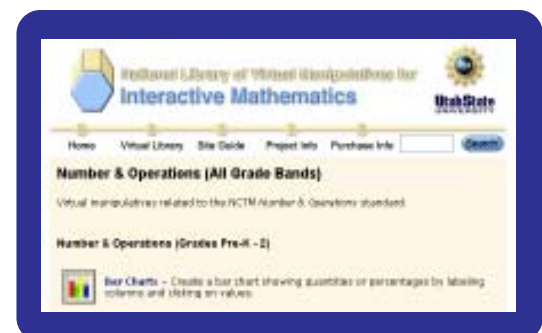 National Library of Virtual Manipulatives for
Interactive Mathematics
UtahState
UNIVERSITY
Home Virtual Library Site Guide Project Info Purchase Info Search
Number & Operations (All Grade Bands)
Virtual manipulatives related to the NCTM Number & Operations standard.
Number & Operations (Grades Pre-K - 2)
Bar Charts – Create a bar chart showing quantities or percentages by labeling
columns and clicking on values.